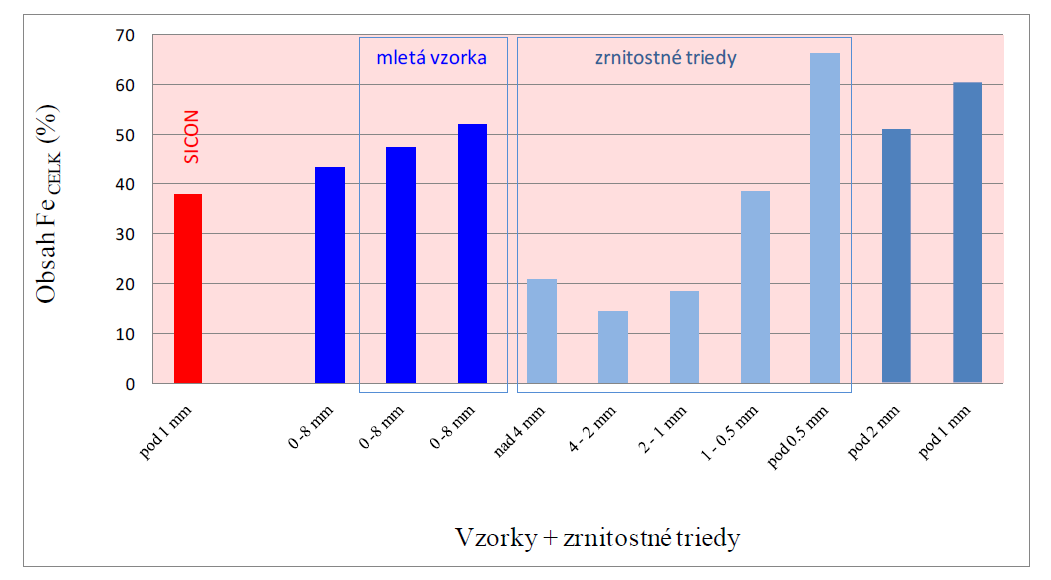 Obsah Fe CELK (%)
70
60
50
40
30
20
10
0
SICON
mletá vzorka
zrnitostné triedy
pod 1 mm
0-8 mm
0-8 mm
0-8 mm
nad 4 mm
4 - 2 mm
2 - 1 mm
1 - 0.5 mm
pod 0.5 mm
pod 2 mm
pod 1 mm
Vzorky + zrnitostné triedy